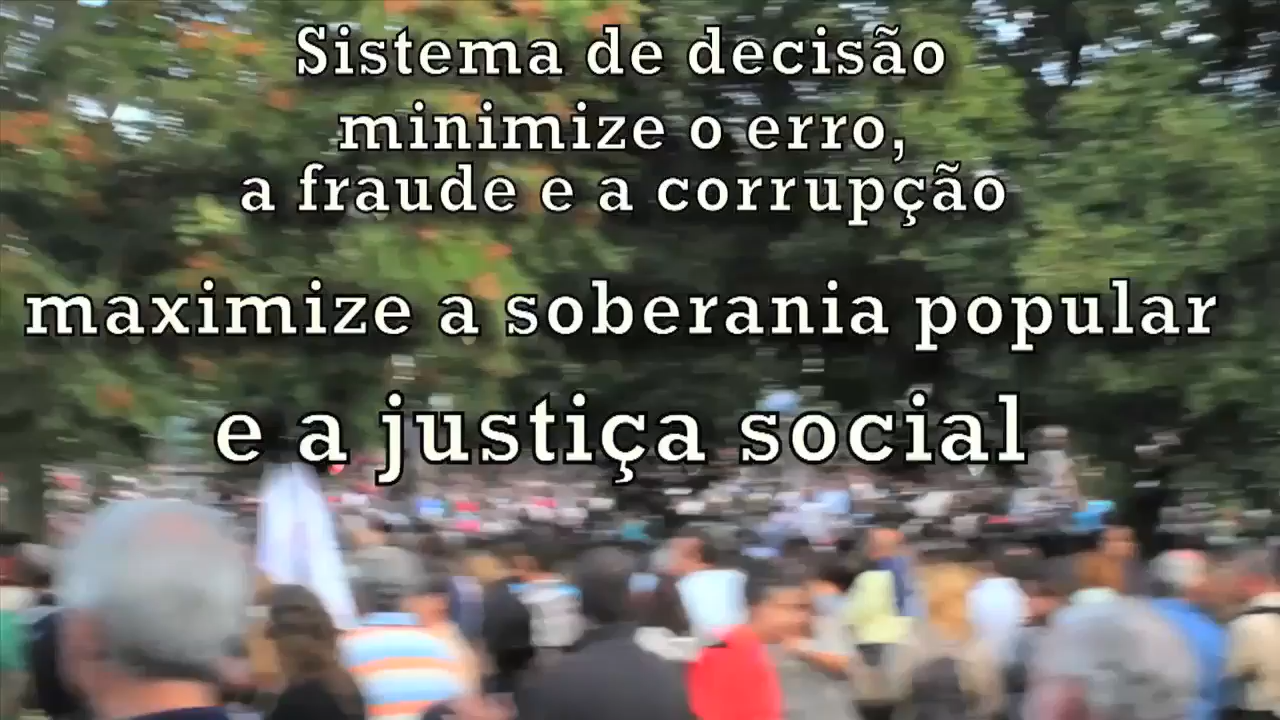 Sistema de decisão
minimize o erro,
a fraude e a corrupção
maximize a soberania popular
e a justiça social